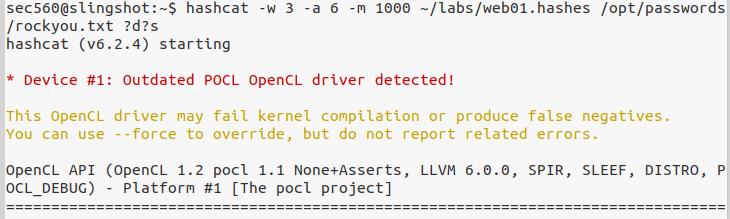 sec560@slingshot:~$ hashcat -w 3 -a 6 -m 1000 ~/labs/web01.hashes /opt/passwords
/rockyou.txt ?d?s
hashcat (v6.2.4) starting
* Device #1: Outdated POCL OpenCL driver detected!
This OpenCL driver may fail kernel compilation or produce false negatives.
You can use --force to override, but do not report related errors.
OpenCL API (OpenCL 1.2 pocl 1.1 None+Asserts, LLVM 6.0.0, SPIR, SLEEF, DISTRO, P
OCL_DEBUG) - Platform #1 [The pocl project]
================================================================================